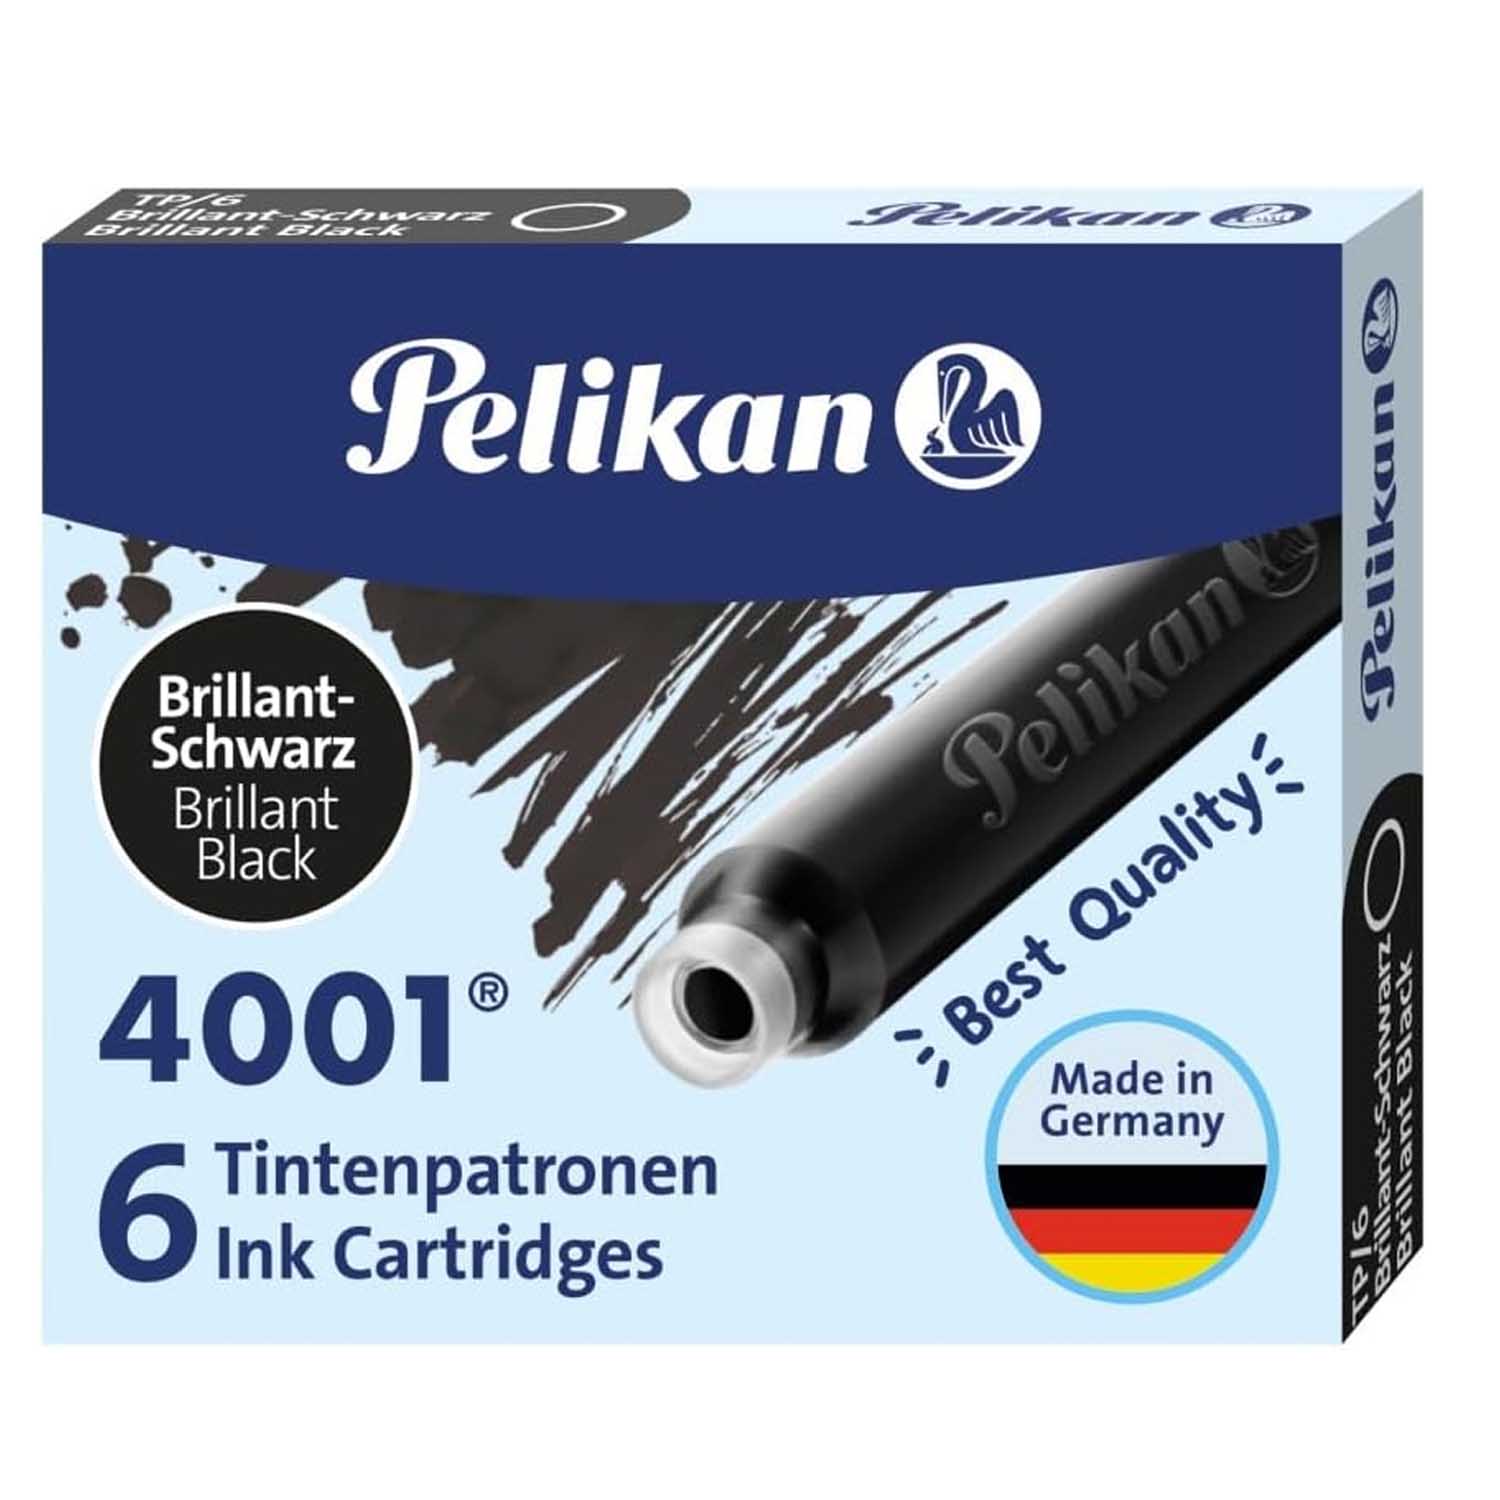 TP/6
Brillant-Schwarz
Brillant Black
Pelikan
Pelikan
Pelikan
Brillant-
Schwarz
Brillant
Black
Pelikan
Best Quality
4001®
6 Tintenpatronen
Ink Cartridges
Made in
Germany
Pelikan
TP/6
Brillant-Schwarz
Brillant Black